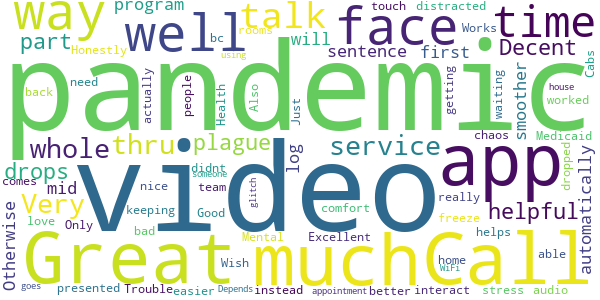 way program talk face touch distracted time
part Honestly well rooms bc will sentence first Works Decent
back need actually people Health Also Just getting waiting smoother worked Cabs
pandemic
chaos house using Medicaid
whole thru plague didnt someone log service app dropped automatically
drops mid comes nice team glitch really helpful
video
Otherwise Very Only keeping Good comfort freeze
love bad Mental Excellent helps home able
Great much Call
Wish WiFi
presented Trouble easier instead better interact stress audio
goes Depends appointment